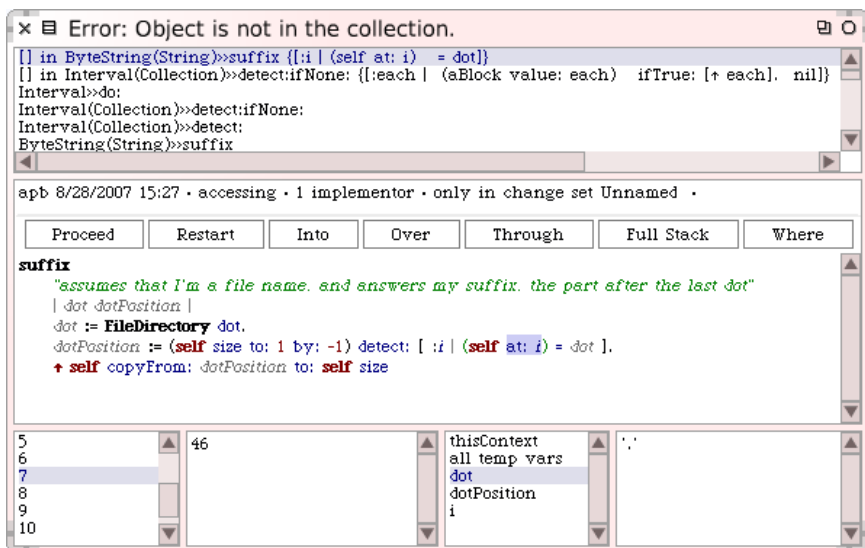 Error: Object is not in the collection.
[] in ByteString(String)»suffix {[:i | (self at: i) = dot]}
[] in Interval(Collection)»detect:ifNone: {[:each | (aBlock value: each) ifTrue: [↑ each]. nil]}
Interval»do:
Interval(Collection)»detect:ifNone:
Interval(Collection)»detect:
ByteString(String)»suffix
apb 8/28/2007 15:27 · accessing · 1 implementor · only in change set Unnamed ·
Proceed Restart Into Over Through Full Stack Where
suffix
"assumes that I'm a file name, and answers my suffix, the part after the last dot"
| dot dotPosition |
dot := FileDirectory dot.
dotPosition := (self size to: 1 by: -1) detect: [ :i | (self at: i) = dot ].
↑ self copyFrom: dotPosition to: self size
5
6
7
8
9
10
46
thisContext
all temp vars
dot
dotPosition
i
'.'